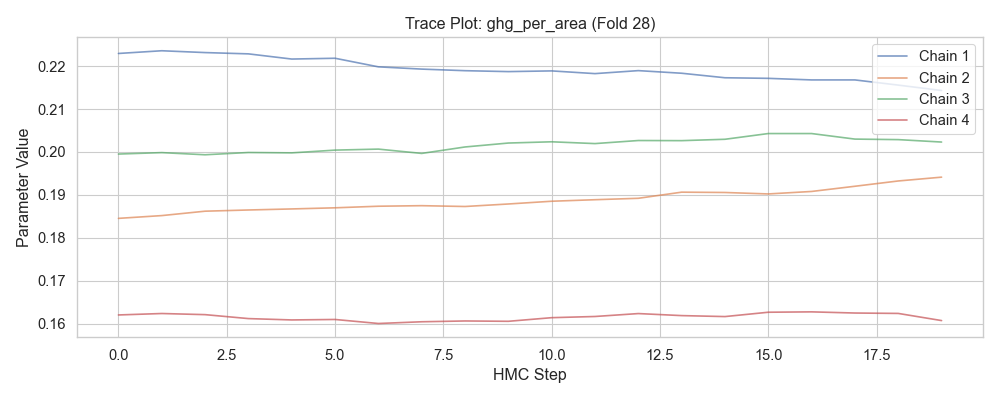 Trace Plot: ghg_per_area (Fold 28)
Chain 1
Chain 2
Chain 3
Chain 4
Parameter Value
0.22
0.21
0.20
0.19
0.18
0.17
0.16
0.0 2.5 5.0 7.5 10.0 12.5 15.0 17.5
HMC Step